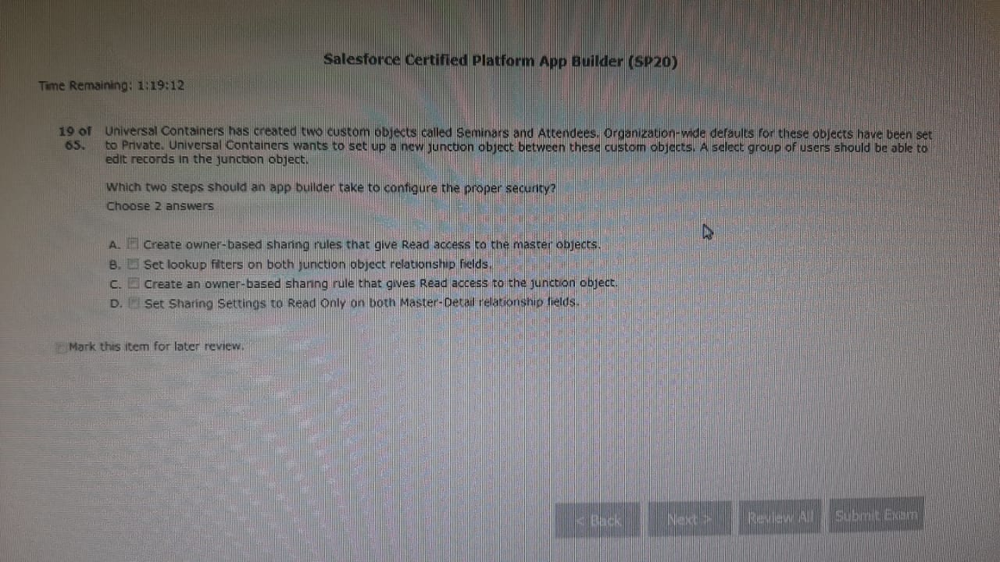 Salesforce Certified Platform App Builder (SP20)
Time Remaining: 1:19:12
19 of 65. Universal Containers has created two custom objects called Seminars and Attendees. Organization-wide defaults for these objects have been set
to Private. Universal Containers wants to set up a new junction object between these custom objects. A select group of users should be able to
edit records in the junction object.
Which two steps should an app builder take to configure the proper security?
Choose 2 answers
A. Create owner-based sharing rules that give Read access to the master objects.
B. Set lookup filters on both junction object relationship fields.
C. Create an owner-based sharing rule that gives Read access to the junction object.
D. Set Sharing Settings to Read Only on both Master-Detail relationship fields.
Mark this item for later review.
< Back Next > Review All Submit Exam